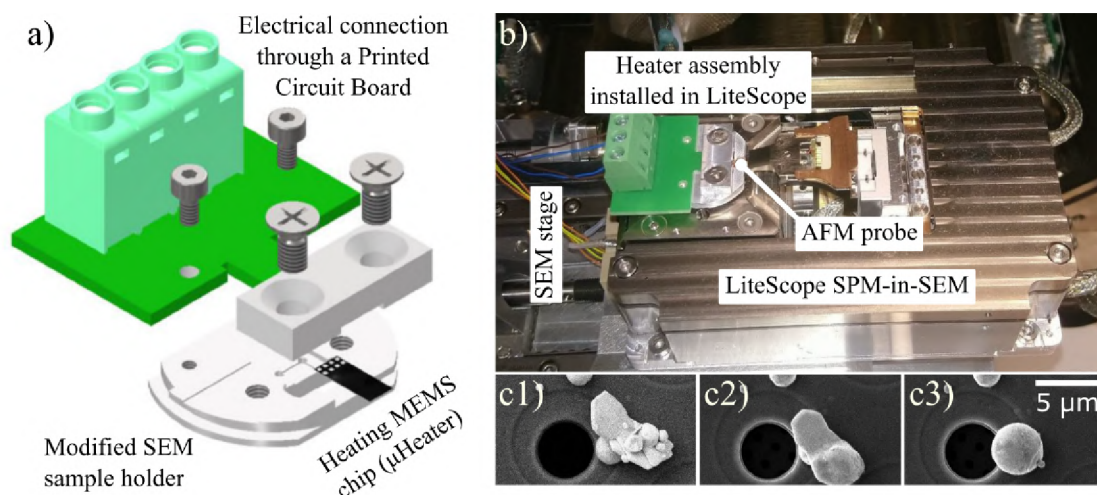 a)
Electrical connection
through a Printed
Circuit Board
Modified SEM
sample holder
Heating MEMS
chip (μHeater)
b)
Heater assembly
installed in LiteScope
SEM stage
AFM probe
LiteScope SPM-in-SEM
c1)
c2)
c3)
5 μm